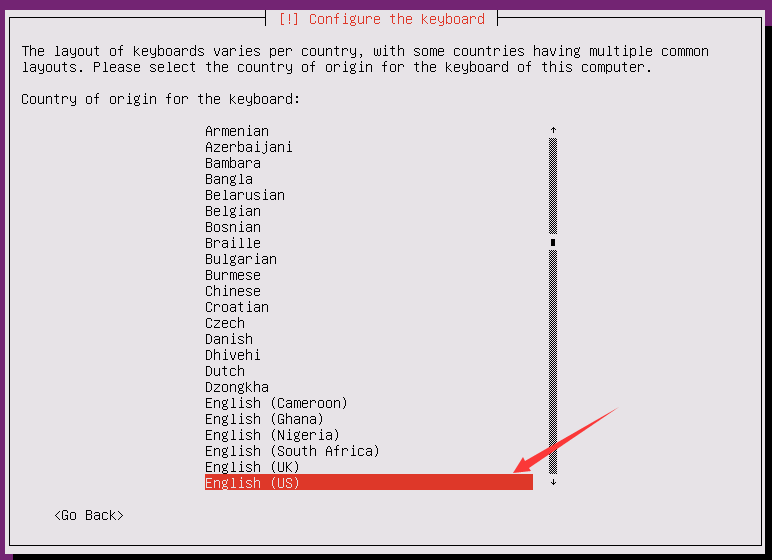 [!] Configure the keyboard
The layout of keyboards varies per country, with some countries having multiple common
layouts. Please select the country of origin for the keyboard of this computer.
Country of origin for the keyboard:
Armenian
Azerbaijani
Bambara
Bangla
Belarusian
Belgian
Bosnian
Braille
Bulgarian
Burmese
Chinese
Croatian
Czech
Danish
Dhivehi
Dutch
Dzongkha
English (Cameroon)
English (Ghana)
English (Nigeria)
English (South Africa)
English (UK)
English (US)
<Go Back>